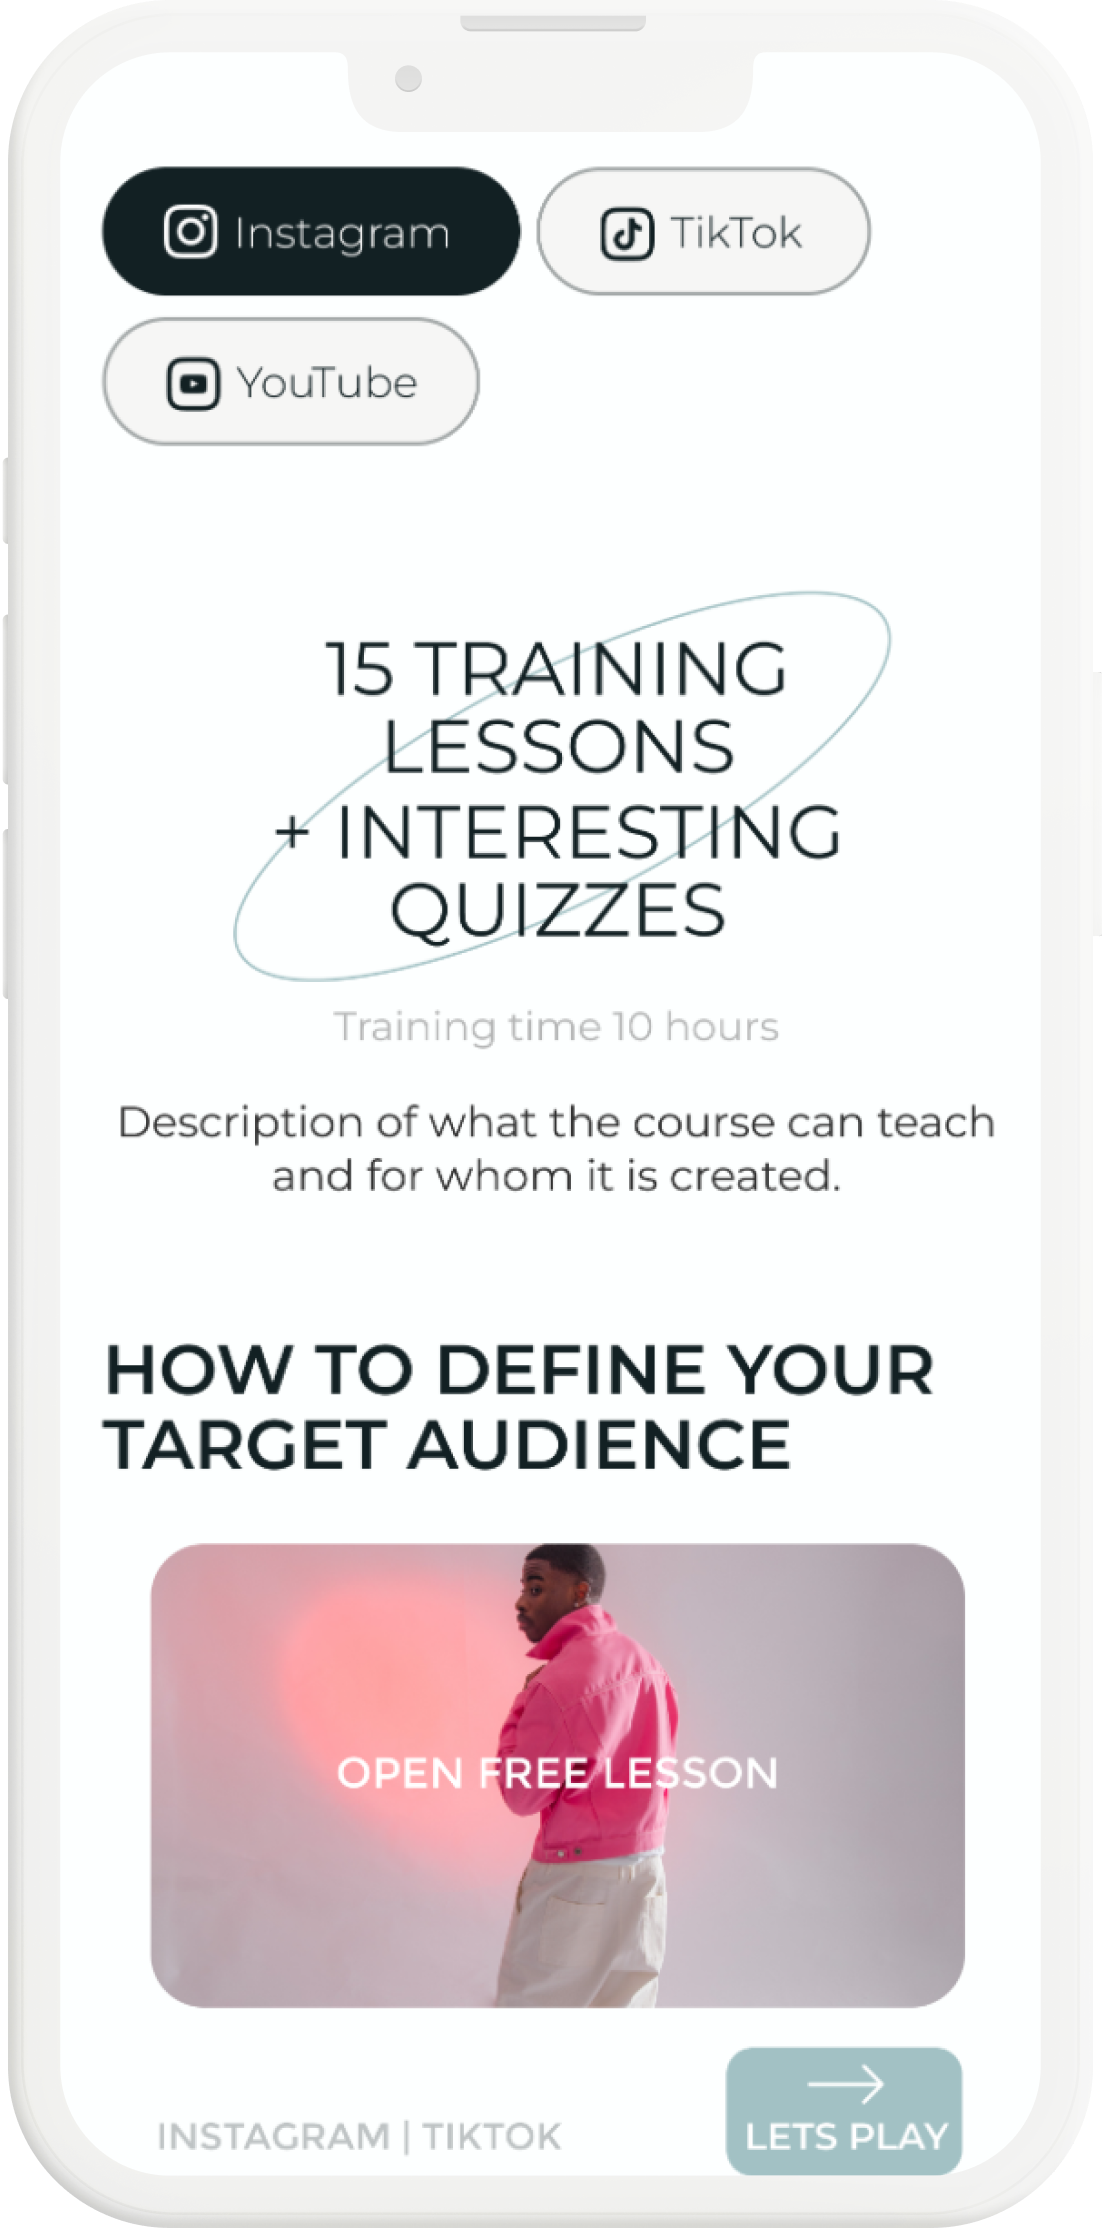 Instagram
TikTok
YouTube
15 TRAINING
LESSONS
+ INTERESTING
QUIZZES
Training time 10 hours
Description of what the course can teach
and for whom it is created.
HOW TO DEFINE YOUR
TARGET AUDIENCE
OPEN FREE LESSON
INSTAGRAM | TIKTOK
LETS PLAY